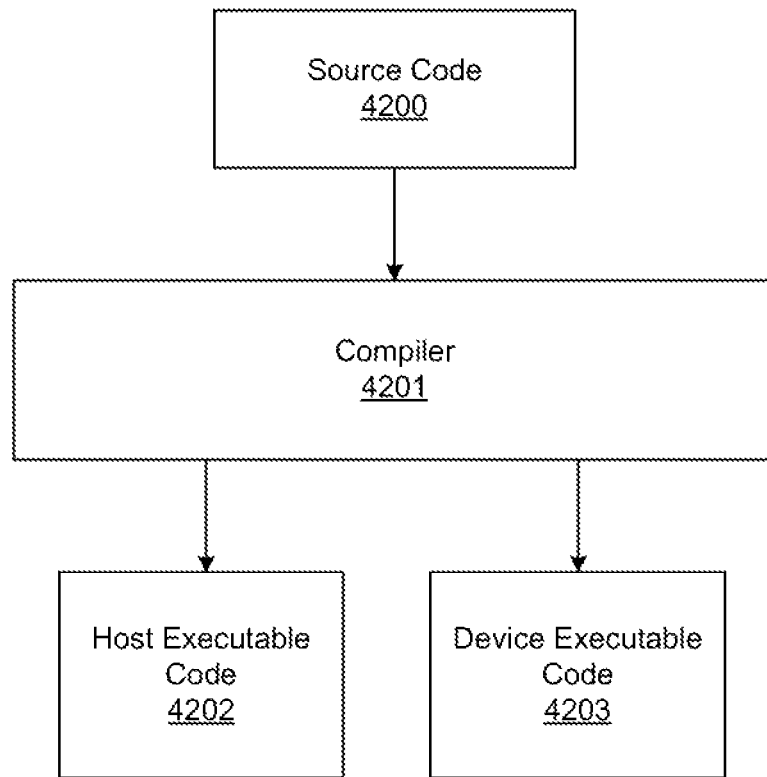 Source Code
4200
Compiler
4201
Host Executable
Code
4202
Device Executable
Code
4203